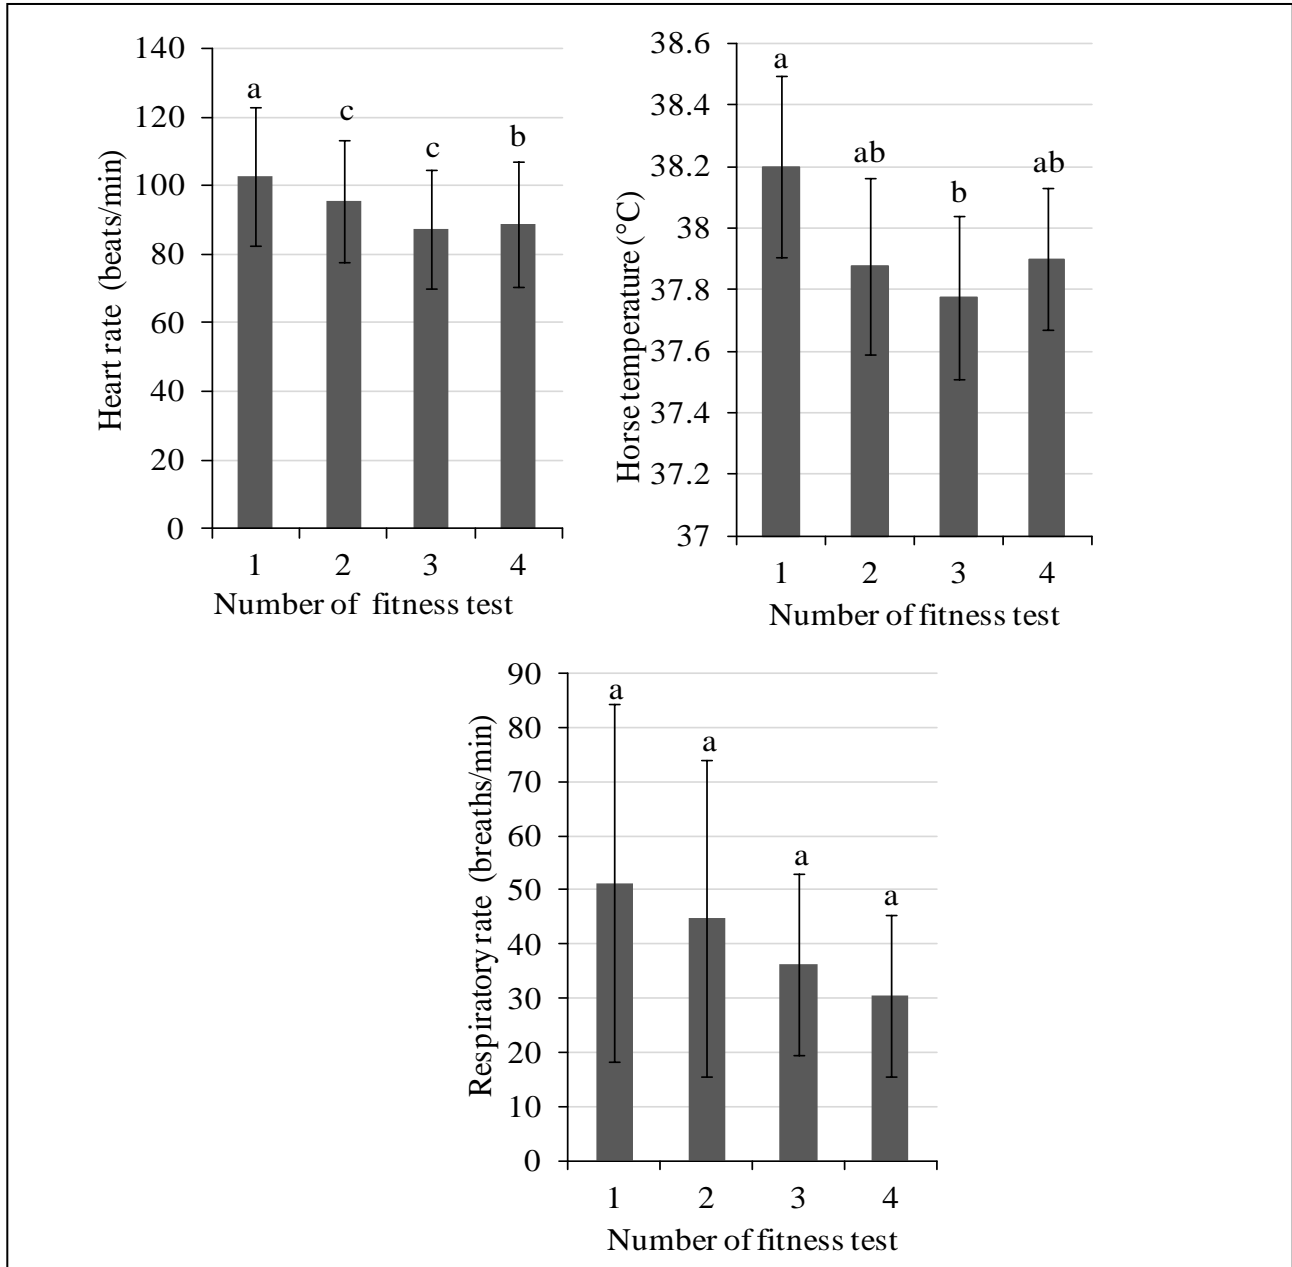 Heart rate (beats/min)
140
120
100
80
60
40
20
0
a
c
c
b
1 2 3 4
Number of fitness test
Horse temperature (°C)
38.6
38.4
38.2
38
37.8
37.6
37.4
37.2
37
a
ab
b
ab
1 2 3 4
Number of fitness test
Respiratory rate (breaths/min)
90
80
70
60
50
40
30
20
10
0
a
a
a
a
1 2 3 4
Number of fitness test